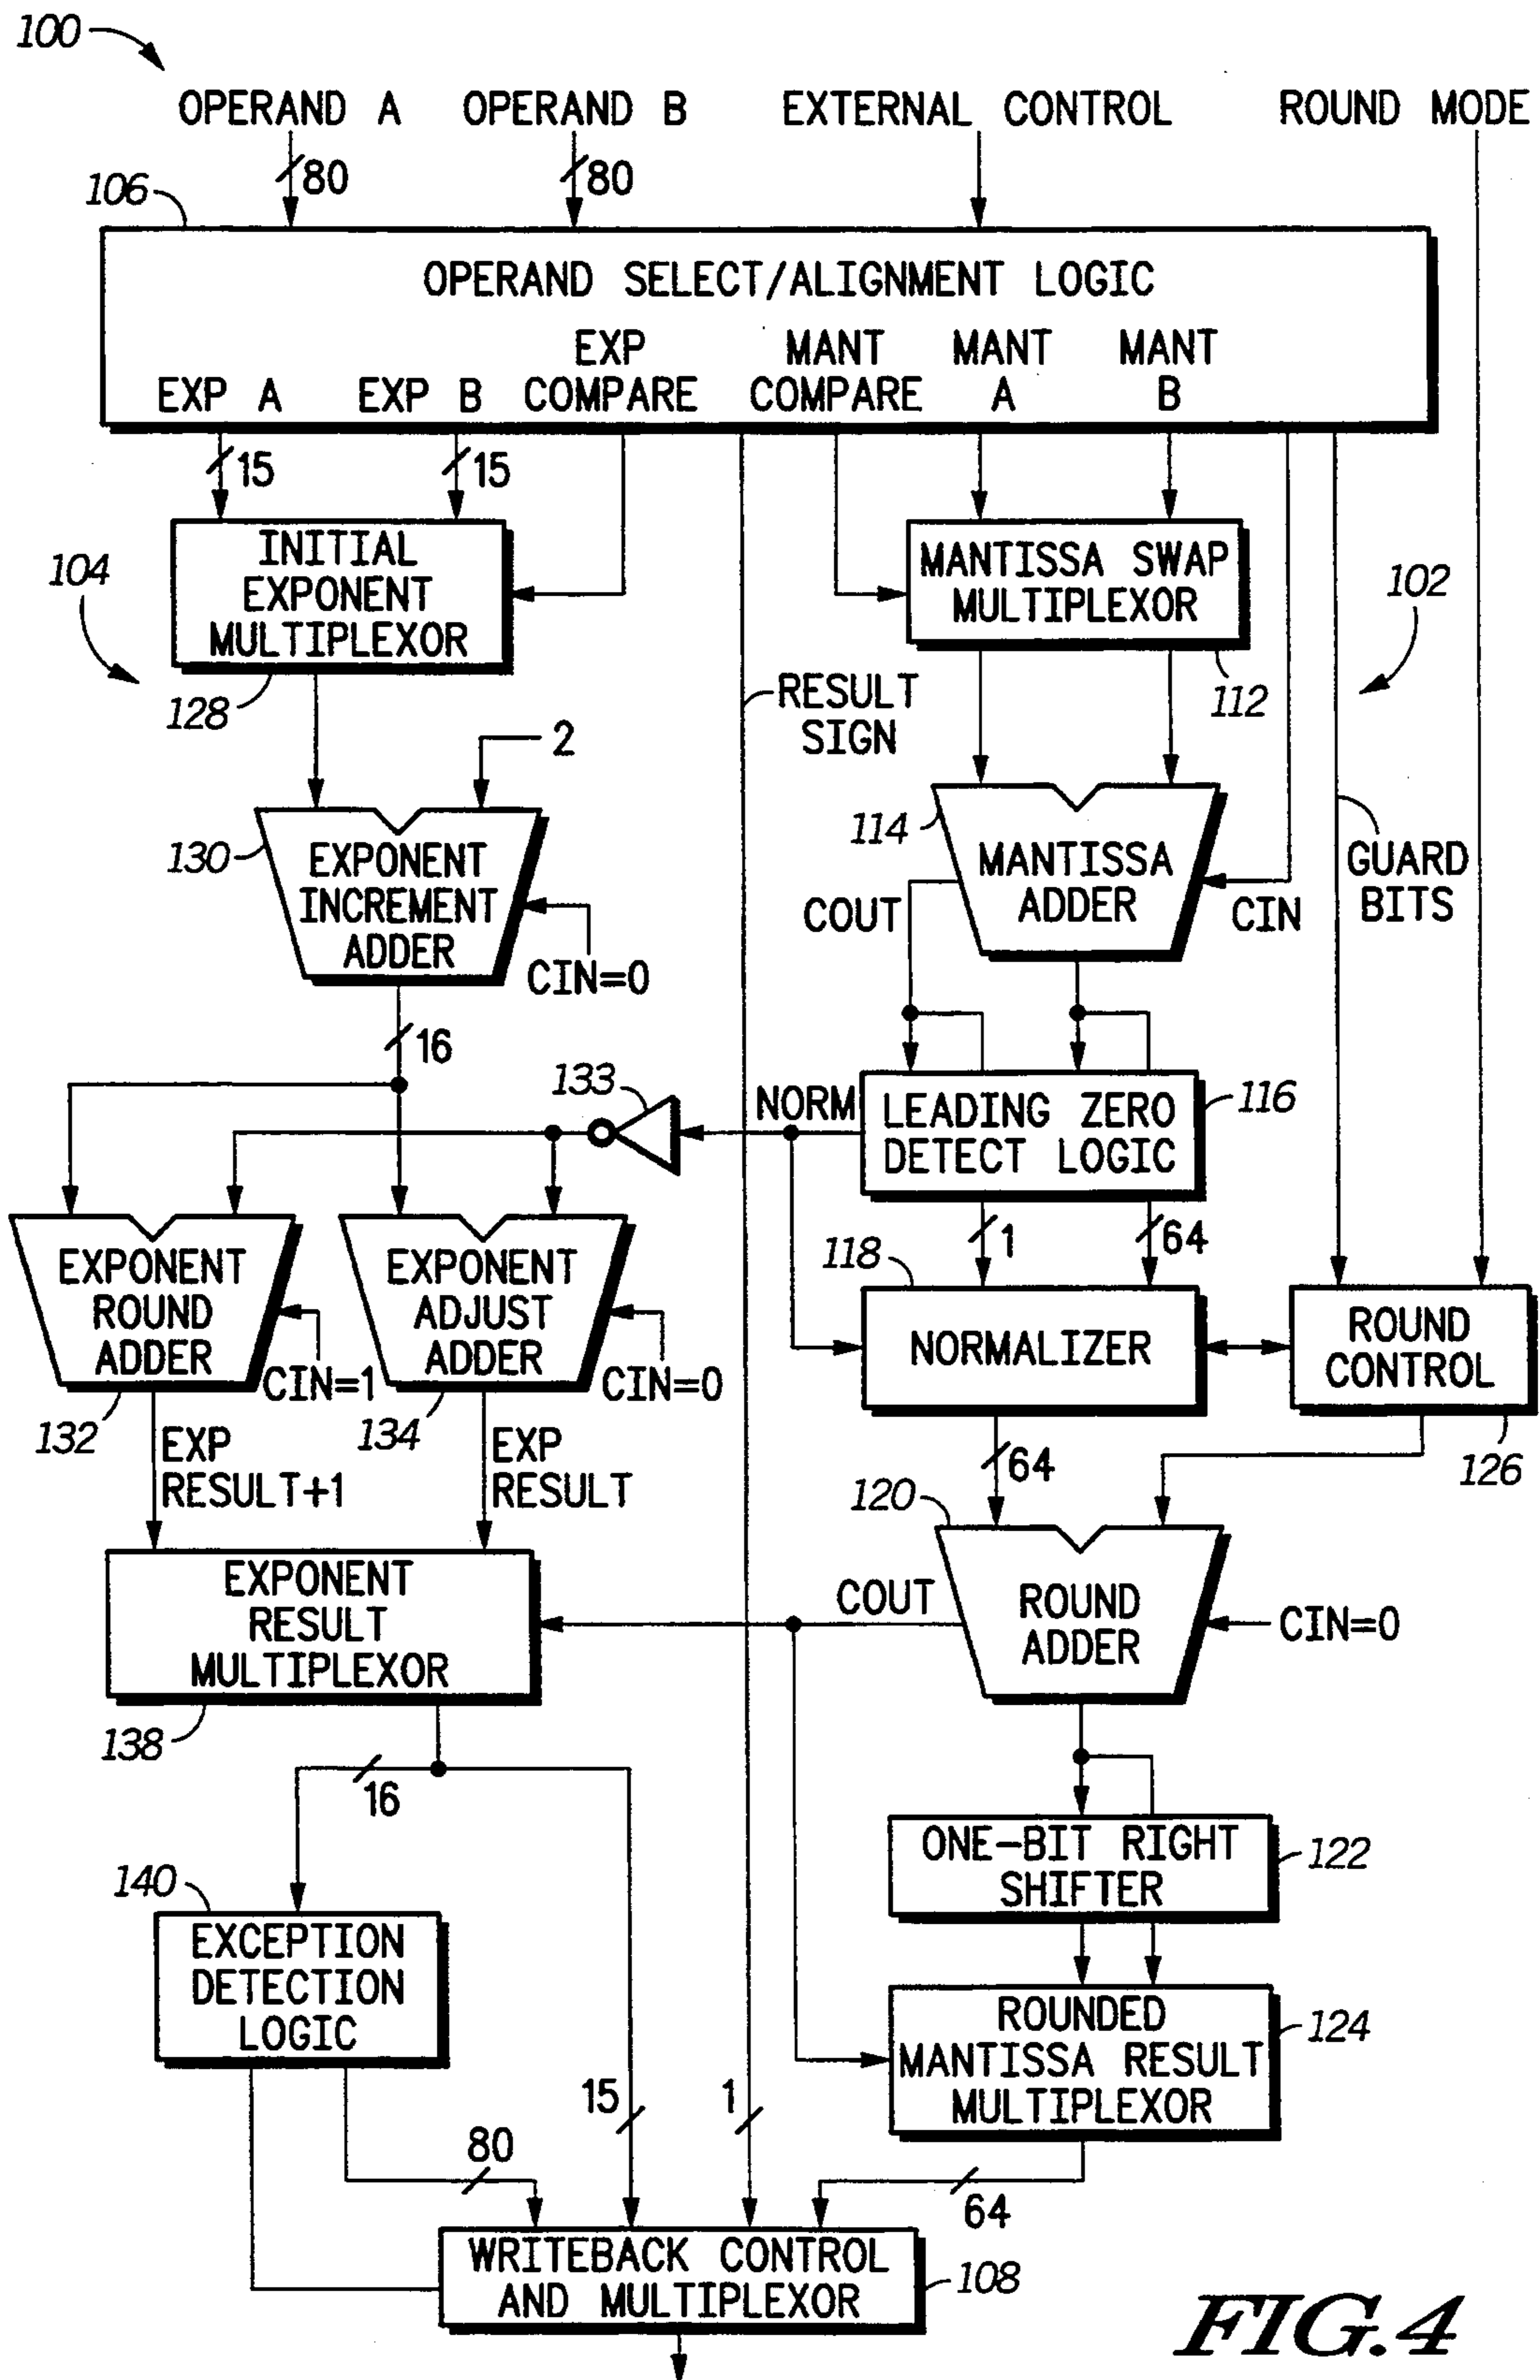 100
OPERAND A OPERAND B EXTERNAL CONTROL ROUND MODE
80 80
106
OPERAND SELECT/ALIGNMENT LOGIC
EXP A
EXP B
EXP
COMPARE
MANT
COMPARE
MANT
A
MANT
B
15 15
INITIAL
EXPONENT
MULTIPLEXOR
MANTISSA SWAP
MULTIPLEXOR
104
102
128
RESULT
SIGN
112
2
130
EXPONENT
INCREMENT
ADDER
CIN=0
114
MANTISSA
ADDER
COUT
CIN
GUARD
BITS
16
133
NORM
LEADING ZERO
DETECT LOGIC
116
1 64
EXPONENT
ROUND
ADDER
CIN=1
EXPONENT
ADJUST
ADDER
CIN=0
118
NORMALIZER
ROUND
CONTROL
132
134
126
EXP
RESULT+1
EXP
RESULT
64
120
EXPONENT
RESULT
MULTIPLEXOR
COUT
ROUND
ADDER
CIN=0
138
16
ONE-BIT RIGHT
SHIFTER
122
140
EXCEPTION
DETECTION
LOGIC
ROUNDED
MANTISSA RESULT
MULTIPLEXOR
124
80
15
1
64
WRITEBACK CONTROL
AND MULTIPLEXOR
108
FIG.4